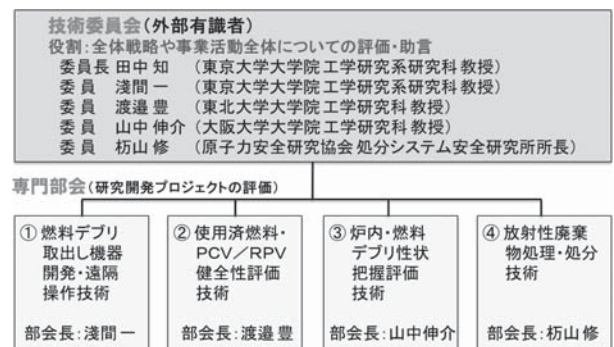 技術委員会(外部有識者)
役割:全体戦略や事業活動全体についての評価・助言
委員長 田中 知 (東京大学大学院 工学研究系研究科 教授)
委員 淺間 一 (東京大学大学院 工学研究系研究科 教授)
委員 渡邉 豊 (東北大学大学院 工学研究科 教授)
委員 山中 伸介 (大阪大学大学院 工学研究科 教授)
委員 杤山 修 (原子力安全研究協会 処分システム安全研究所所長)
専門部会(研究開発プロジェクトの評価)
① 燃料デブリ
取出し機器
開発・遠隔
操作技術
部会長:淺間 一
② 使用済燃料・
PCV/RPV
健全性評価
技術
部会長:渡邉 豊
③ 炉内・燃料
デブリ性状
把握評価
技術
部会長:山中伸介
④ 放射性廃棄
物処理・処分
技術
部会長:杤山 修